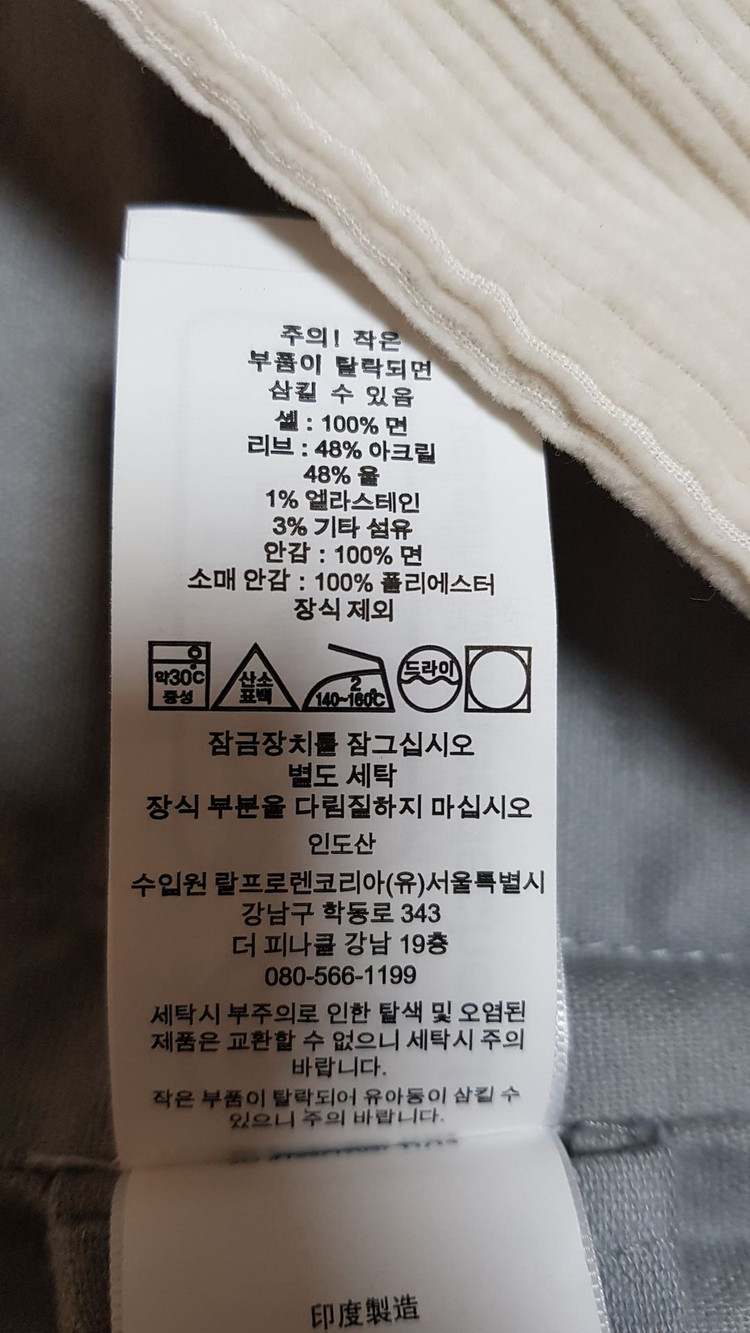 주의! 작은
부품이 탈락되면
삼킬 수 있음
셸 : 100% 면
리브 : 48% 아크릴
48% 울
1% 엘라스테인
3% 기타 섬유
안감 : 100% 면
소매 안감 : 100% 폴리에스터
장식 제외
약30℃
중성
산소
표백
2
140~160℃
드라이
잠금장치를 잠그십시오
별도 세탁
장식 부분을 다림질하지 마십시오
인도산
수입원 랄프로렌코리아(유)서울특별시
강남구 학동로 343
더 피나클 강남 19층
080-566-1199
세탁시 부주의로 인한 탈색 및 오염된
제품은 교환할 수 없으니 세탁시 주의
바랍니다.
작은 부품이 탈락되어 유아동이 삼킬 수
있으니 주의 바랍니다.
印度製造